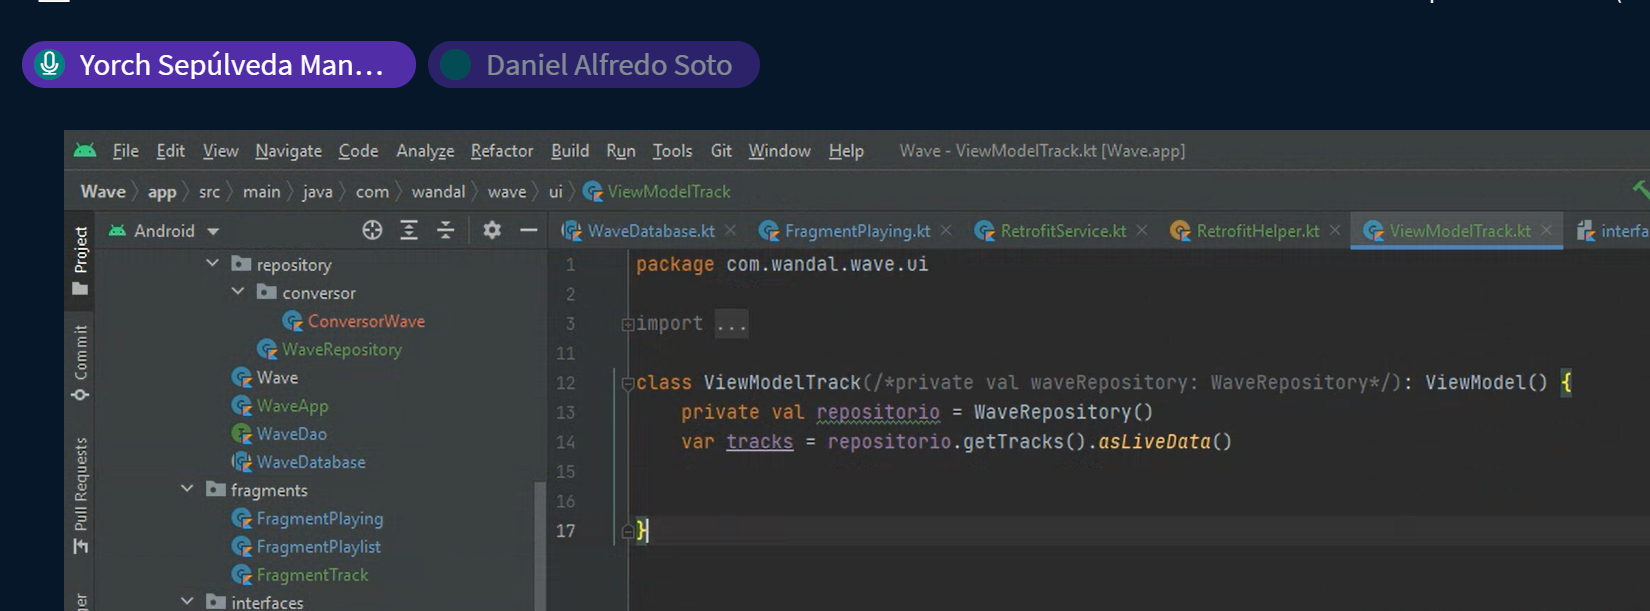 Yorch Sepúlveda Man...
Daniel Alfredo Soto
File Edit View Navigate Code Analyze Refactor Build Run Tools Git Window Help Wave - ViewModelTrack.kt [Wave.app]
Wave app src main java com wandal wave ui ViewModelTrack
Project
Commit
Pull Requests
Android
repository
conversor
ConversorWave
WaveRepository
Wave
WaveApp
WaveDao
WaveDatabase
fragments
FragmentPlaying
FragmentPlaylist
FragmentTrack
interfaces
WaveDatabase.kt FragmentPlaying.kt RetrofitService.kt RetrofitHelper.kt ViewModelTrack.kt interfa
1 package com.wandal.wave.ui
2
3 import ...
11
12 class ViewModelTrack(/*private val waveRepository: WaveRepository*/): ViewModel() {
13 private val repositorio = WaveRepository()
14 var tracks = repositorio.getTracks().asLiveData()
15
16
17 }